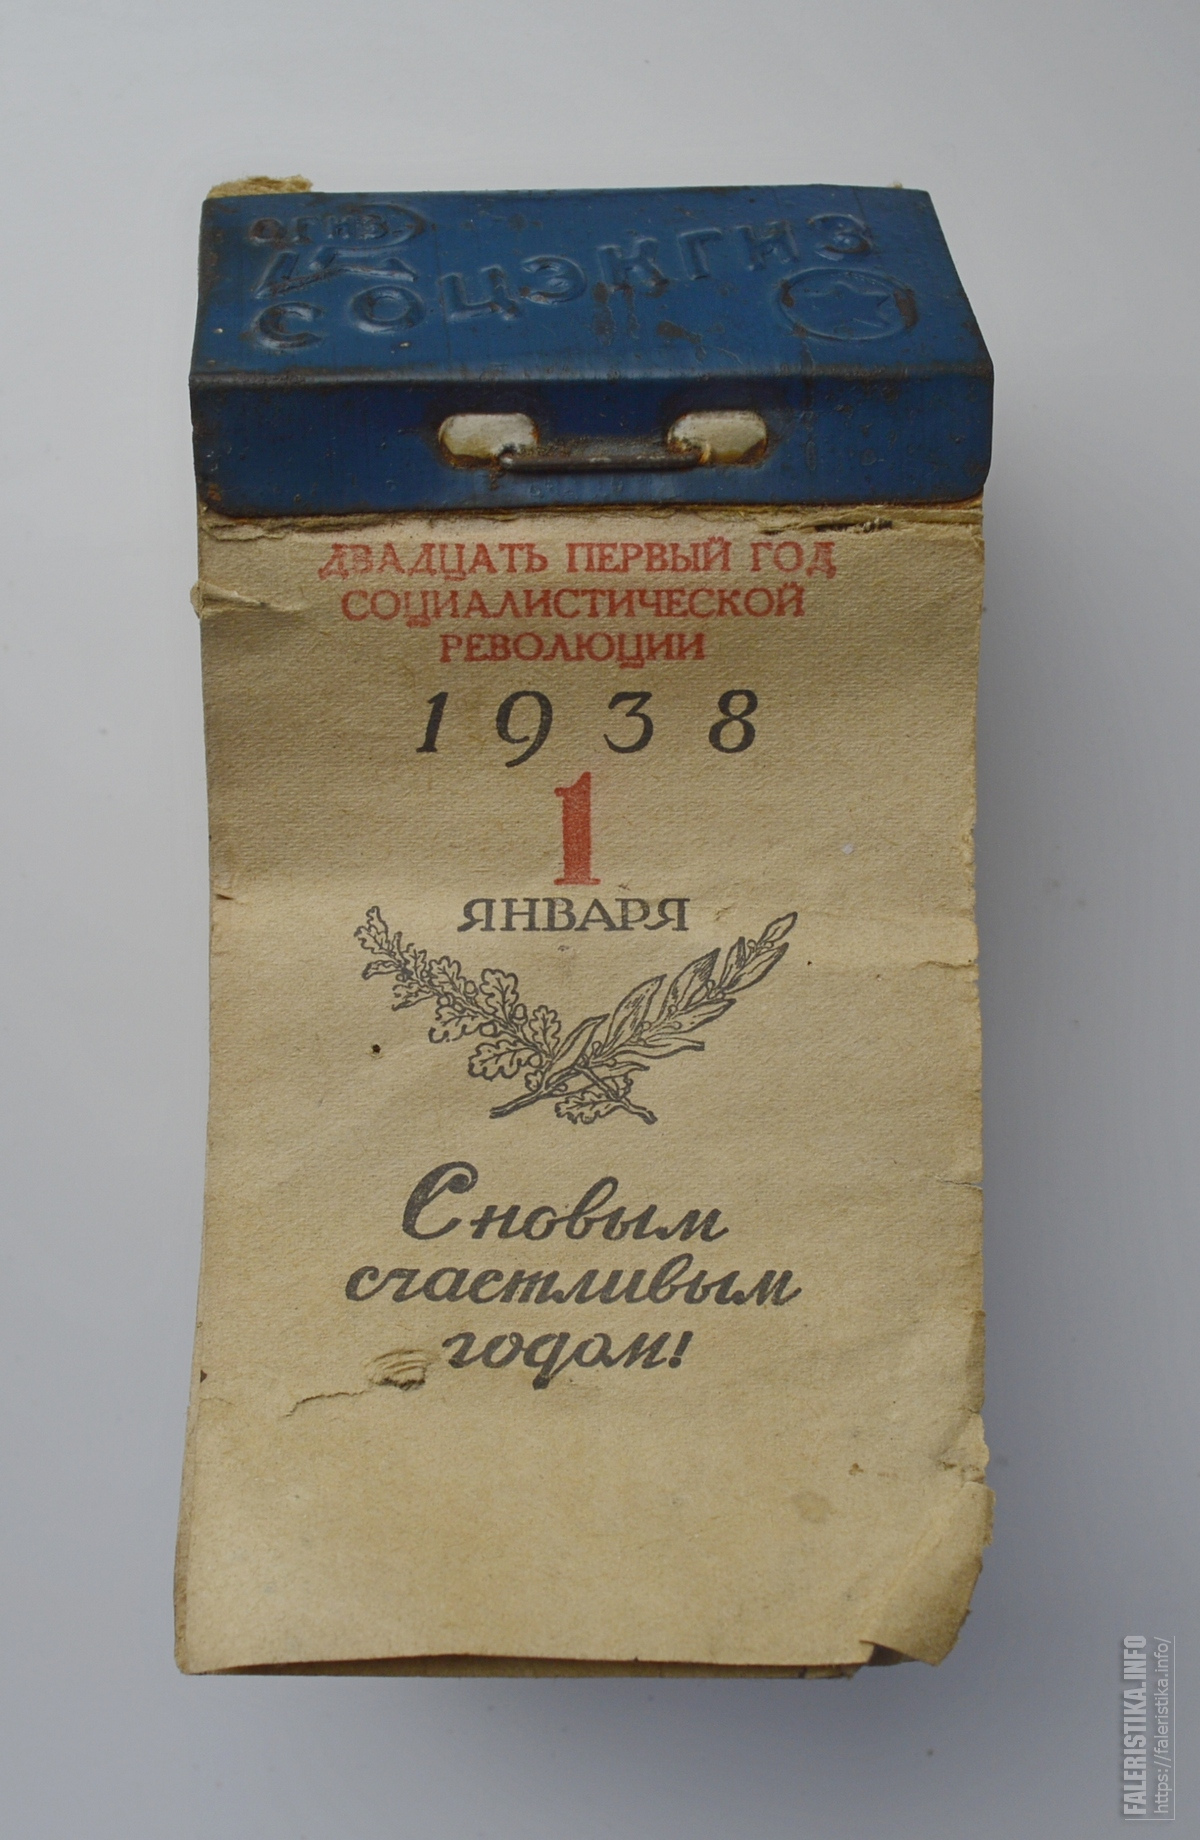 ОГИЗ
СОЦЭКГИЗ
ДВАДЦАТЬ ПЕРВЫЙ ГОД
СОЦИАЛИСТИЧЕСКОЙ
РЕВОЛЮЦИИ
1938
1
ЯНВАРЯ
С новым
счастливым
годом!
FALERISTIKA.INFO
https://faleristika.info/